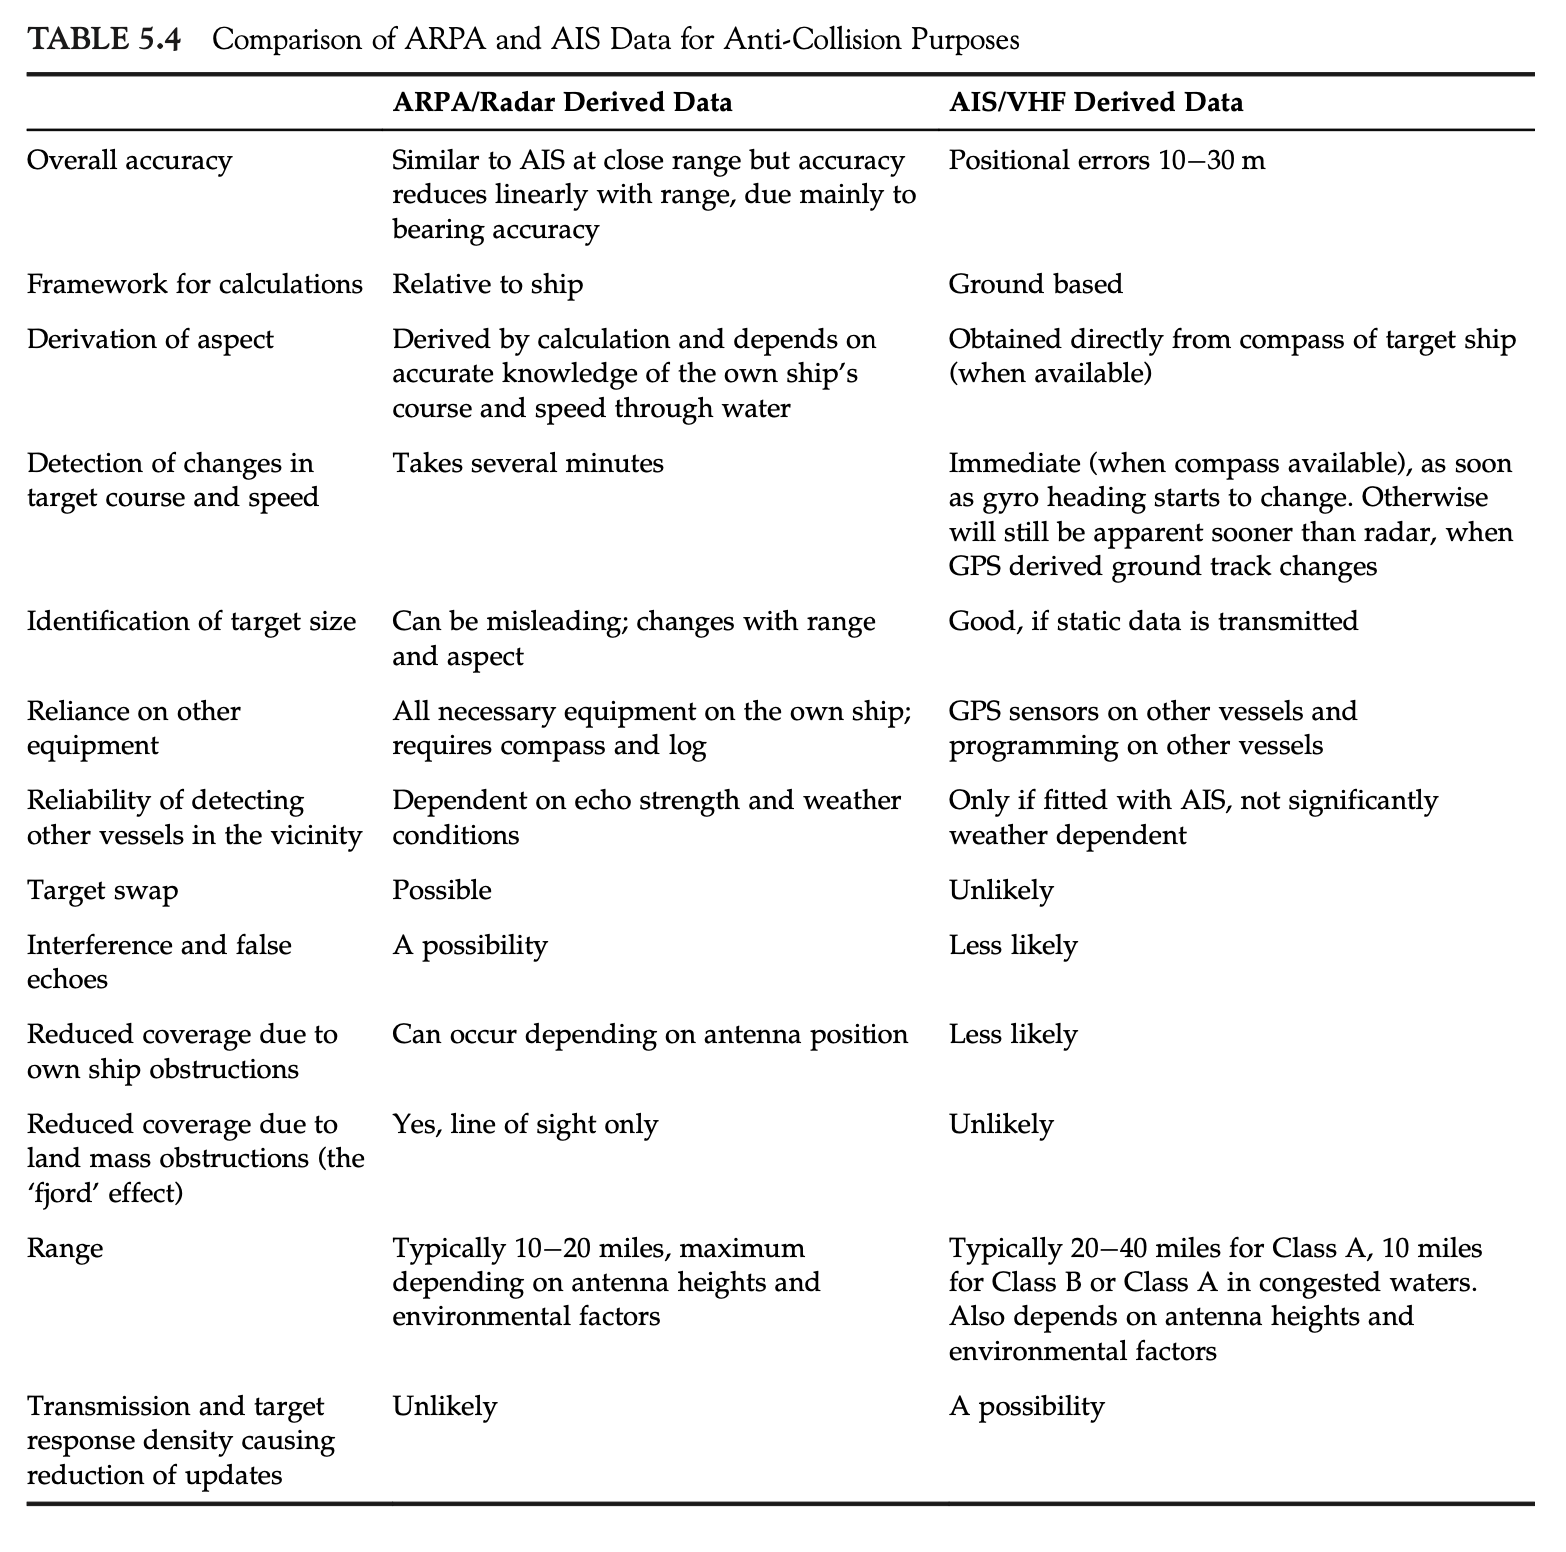 TABLE 5.4 Comparison of ARPA and AIS Data for Anti-Collision Purposes
ARPA/Radar Derived Data AIS/VHF Derived Data
Overall accuracy Similar to AIS at close range but accuracy Positional errors 10–30 m
reduces linearly with range, due mainly to
bearing accuracy
Framework for calculations Relative to ship Ground based
Derivation of aspect Derived by calculation and depends on Obtained directly from compass of target ship
accurate knowledge of the own ship's (when available)
course and speed through water
Detection of changes in Takes several minutes Immediate (when compass available), as soon
target course and speed as gyro heading starts to change. Otherwise
will still be apparent sooner than radar, when
GPS derived ground track changes
Identification of target size Can be misleading; changes with range Good, if static data is transmitted
and aspect
Reliance on other All necessary equipment on the own ship; GPS sensors on other vessels and
equipment requires compass and log programming on other vessels
Reliability of detecting Dependent on echo strength and weather Only if fitted with AIS, not significantly
other vessels in the vicinity conditions weather dependent
Target swap Possible Unlikely
Interference and false A possibility Less likely
echoes
Reduced coverage due to Can occur depending on antenna position Less likely
own ship obstructions
Reduced coverage due to Yes, line of sight only Unlikely
land mass obstructions (the
'fjord' effect)
Range Typically 10–20 miles, maximum Typically 20–40 miles for Class A, 10 miles
depending on antenna heights and for Class B or Class A in congested waters.
environmental factors Also depends on antenna heights and
environmental factors
Transmission and target Unlikely A possibility
response density causing
reduction of updates